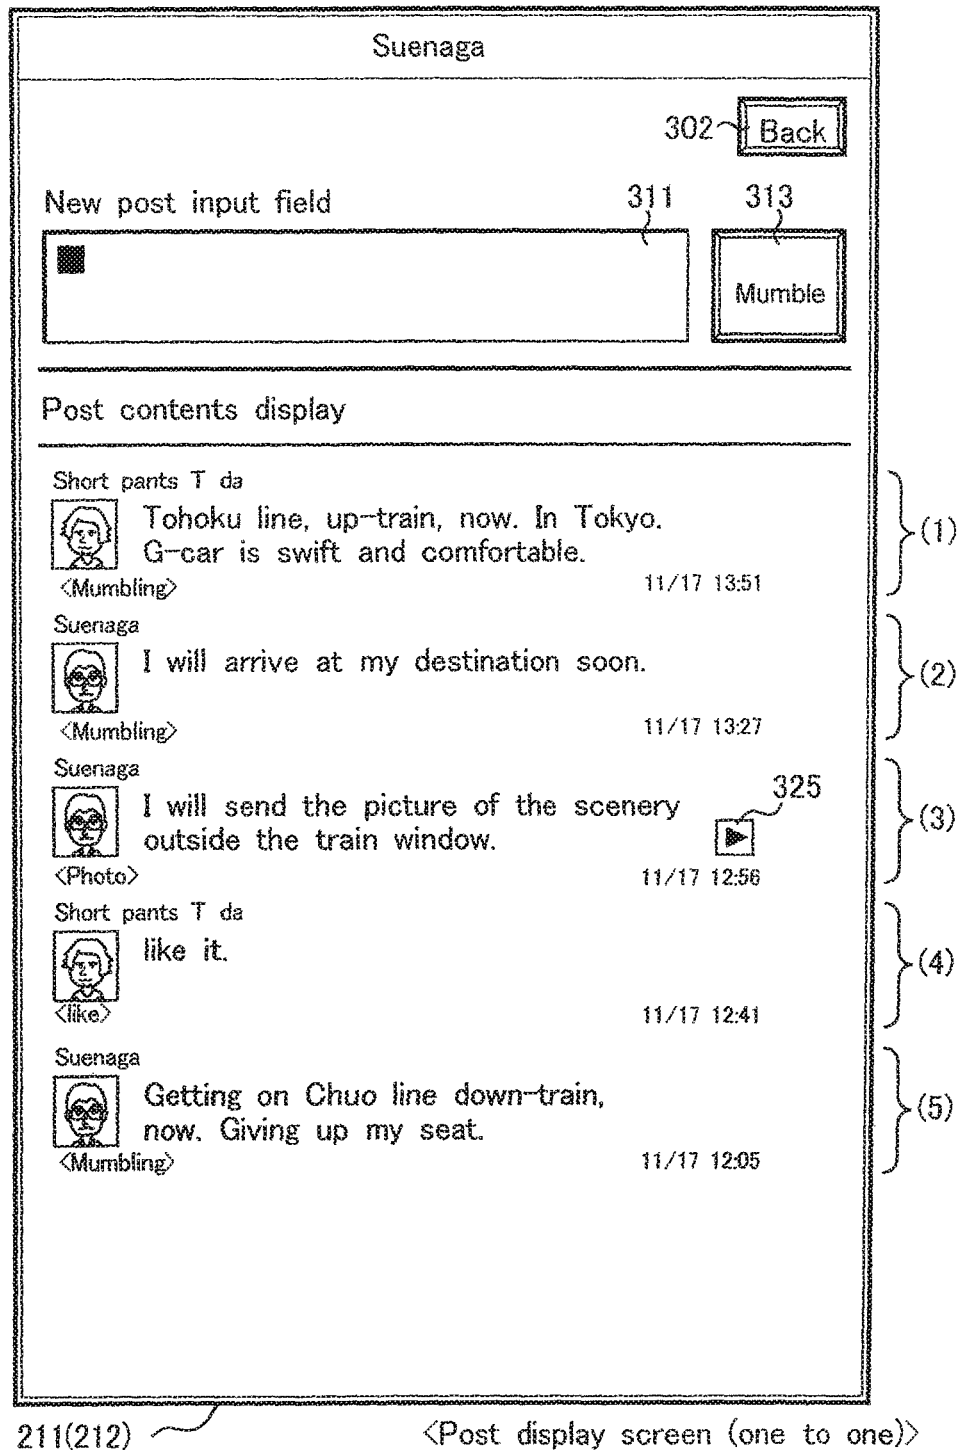 Suenaga
302 Back
New post input field 311 313
Mumble
Post contents display
Short pants T da
Tohoku line, up-train, now. In Tokyo.
G-car is swift and comfortable.
(1)
<Mumbling> 11/17 13:51
Suenaga
I will arrive at my destination soon.
(2)
<Mumbling> 11/17 13:27
Suenaga
325
I will send the picture of the scenery
outside the train window.
(3)
<Photo> 11/17 12:56
Short pants T da
like it.
(4)
<like> 11/17 12:41
Suenaga
Getting on Chuo line down-train,
(5)
now. Giving up my seat.
<Mumbling> 11/17 12:05
211(212) <Post display screen (one to one)>